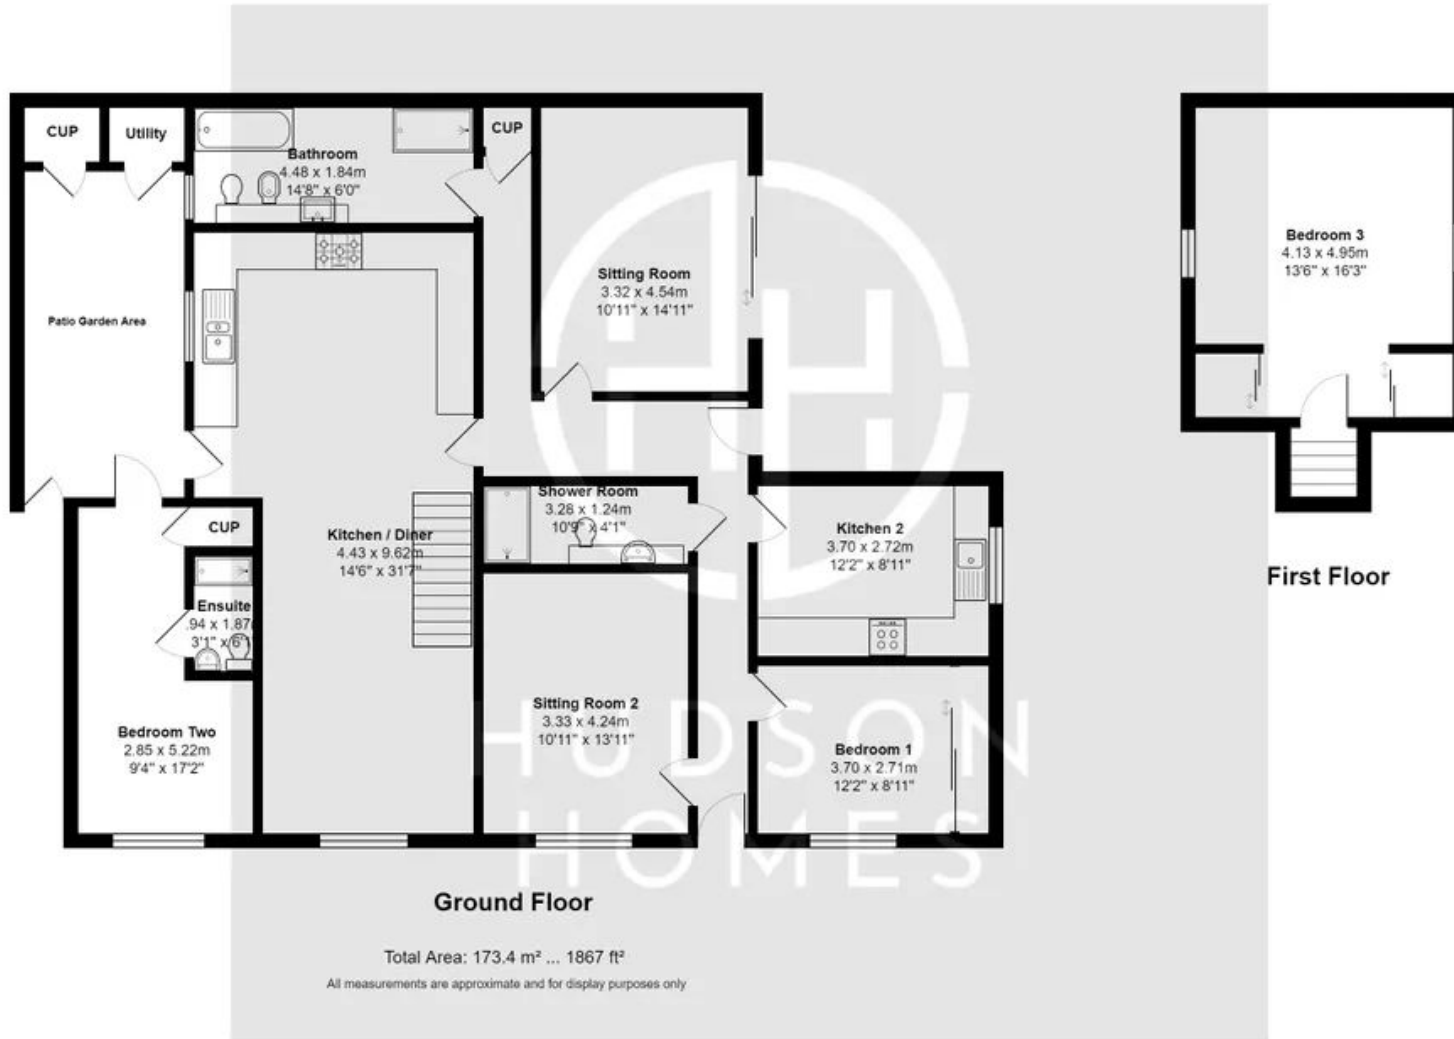 CUP
Utility
Bathroom
4.48 x 1.84m
14'8" x 6'0"
CUP
Sitting Room
3.32 x 4.54m
10'11" x 14'11"
Patio Garden Area
Bedroom 3
4.13 x 4.95m
13'6" x 16'3"
Shower Room
3.28 x 1.24m
10'9" x 4'1"
Kitchen 2
3.70 x 2.72m
12'2" x 8'11"
CUP
Kitchen / Diner
4.43 x 9.62m
14'6" x 31'7"
First Floor
Ensuite
.94 x 1.87
3'1" x 6'1
Sitting Room 2
3.33 x 4.24m
10'11" x 13'11"
Bedroom Two
2.85 x 5.22m
9'4" x 17'2"
Bedroom 1
3.70 x 2.71m
12'2" x 8'11"
HUDSON
HOMES
Ground Floor
Total Area: 173.4 m² ... 1867 ft²
All measurements are approximate and for display purposes only